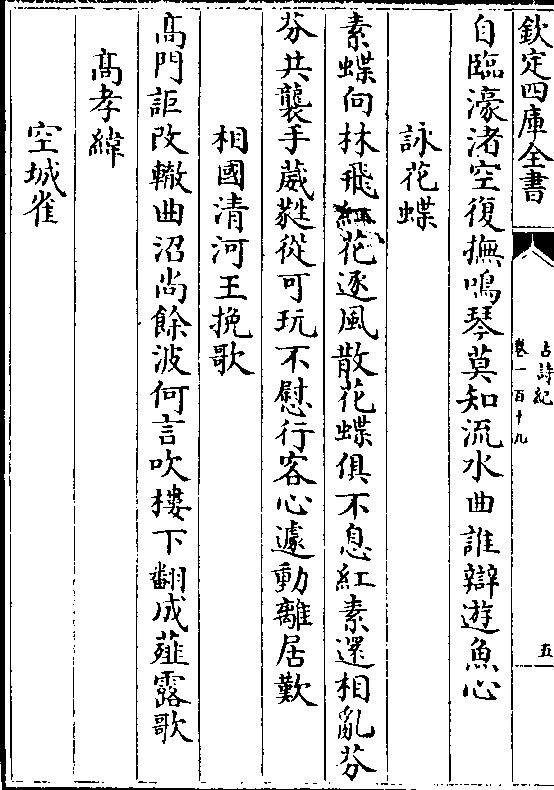 欽定四庫全書
古詩紀
卷一百十九
五
自臨濠渚空復撫鳴琴莫知流水曲誰辯遊魚心
詠花蝶
素蝶向林飛紅花逐風散花蝶俱不息紅素還相亂芬
芬共襲手葳蕤從可玩不慰行客心遽動離居歎
相國清河王挽歌
髙門詎改轍曲沼尚餘波何言吹樓下翻成薤露歌
髙孝緯
空城雀